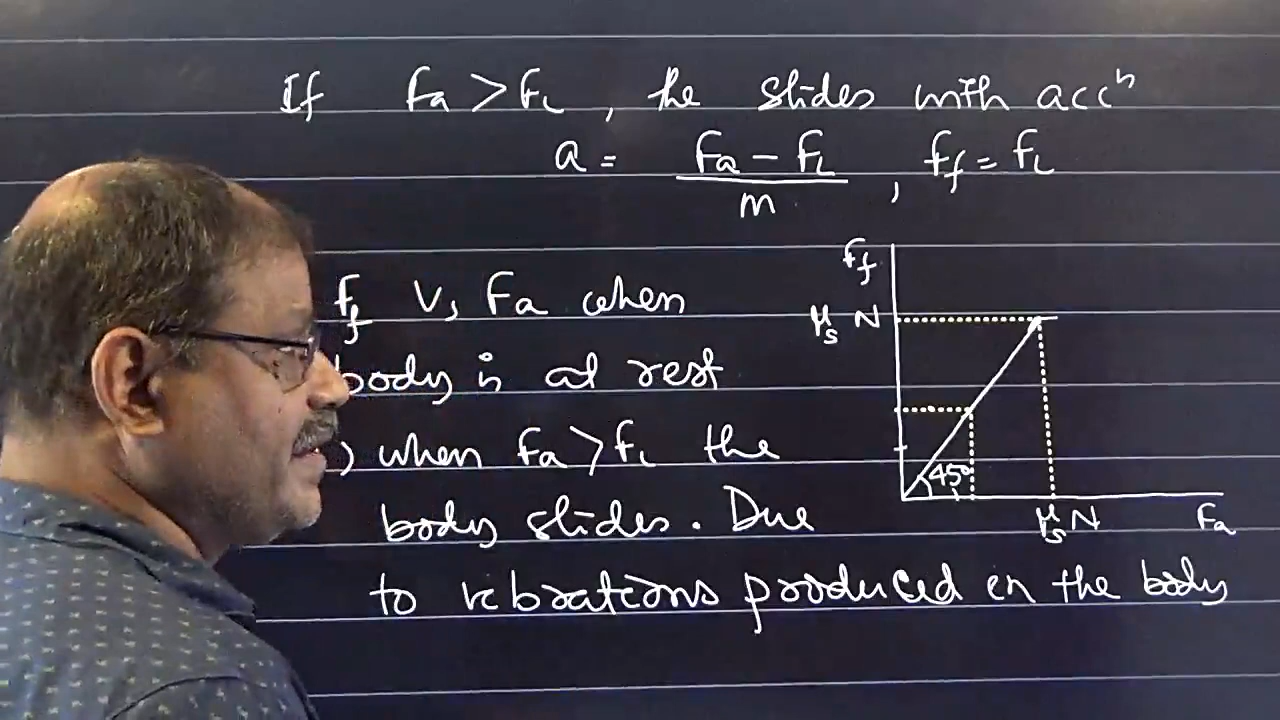 If Fa > FL, the slides with accⁿ
a = Fa - FL / m, ff = fL
ff Vs Fa when
body is at rest
) when Fa > fL the
body slides. Due
to vibrations produced in the body
ff
μs N
45°
μs N
Fa